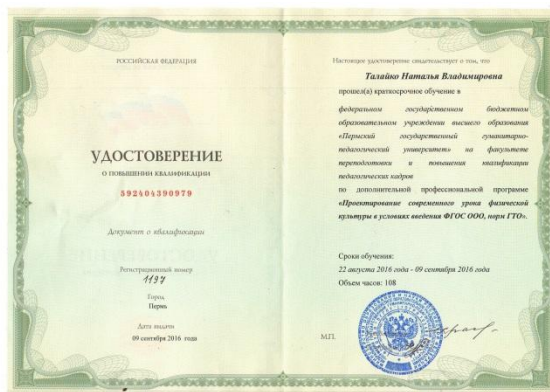 РОССИЙСКАЯ ФЕДЕРАЦИЯ
УДОСТОВЕРЕНИЕ
О ПОВЫШЕНИИ КВАЛИФИКАЦИИ
592404390979
Документ о квалификации
Регистрационный номер
1197
Город
Пермь
Дата выдачи
09 сентября 2016 года
Настоящее удостоверение свидетельствует о том, что
Талайко Наталья Владимировна
прошел(а) краткосрочное обучение в
федеральном государственном бюджетном
образовательном учреждении высшего образования
«Пермский государственный гуманитарно-
педагогический университет» на факультете
переподготовки и повышения квалификации
педагогических кадров
по дополнительной профессиональной программе
«Проектирование современного урока физической
культуры в условиях введения ФГОС ООО, норм ГТО».
Сроки обучения:
22 августа 2016 года - 09 сентября 2016 года
Объем часов: 108
М.П.